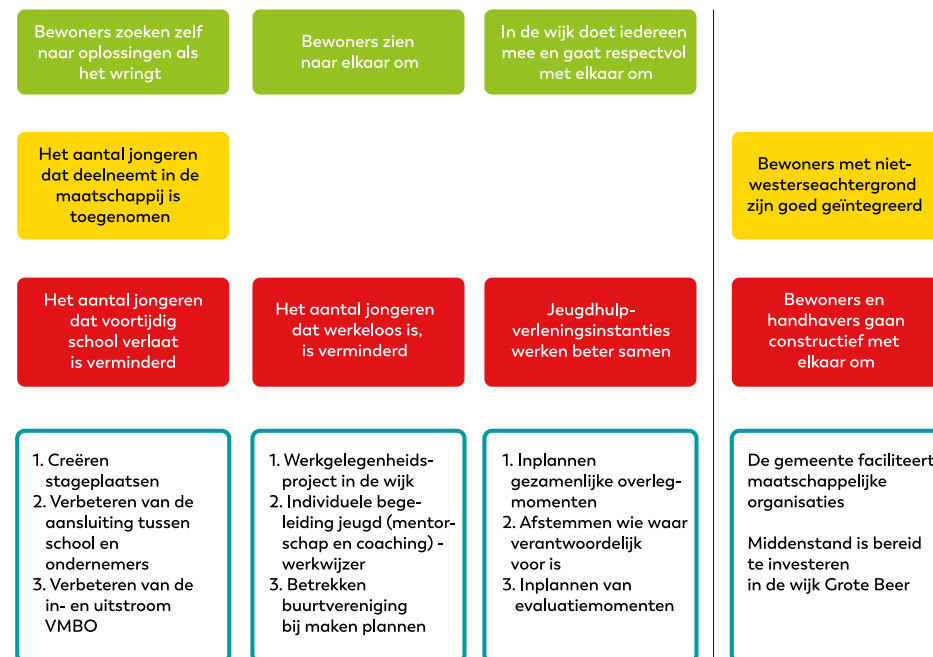 Bewoners zoeken zelf
naar oplossingen als
het wringt
Bewoners zien
naar elkaar om
In de wijk doet iedereen
mee en gaat respectvol
met elkaar om
Het aantal jongeren
dat deelneemt in de
maatschappij is
toegenomen
Bewoners met niet-
westerseachtergrond
zijn goed geïntegreerd
Het aantal jongeren
dat voortijdig
school verlaat
is verminderd
Het aantal jongeren
dat werkeloos is,
is verminderd
Jeugdhulp-
verleningsinstanties
werken beter samen
Bewoners en
handhavers gaan
constructief met
elkaar om
1. Creëren
stageplaatsen
2. Verbeteren van de
aansluiting tussen
school en
ondernemers
3. Verbeteren van de
in- en uitstroom
VMBO
1. Werkgelegenheids-
project in de wijk
2. Individuele bege-
leiding jeugd (mentor-
schap en coaching) -
werkwijzer
3. Betrekken
buurtvereniging
bij maken plannen
1. Inplannen
gezamenlijke overleg-
momenten
2. Afstemmen wie waar
verantwoordelijk
voor is
3. Inplannen van
evaluatiemomenten
De gemeente faciliteert
maatschappelijke
organisaties
Middenstand is bereid
te investeren
in de wijk Grote Beer